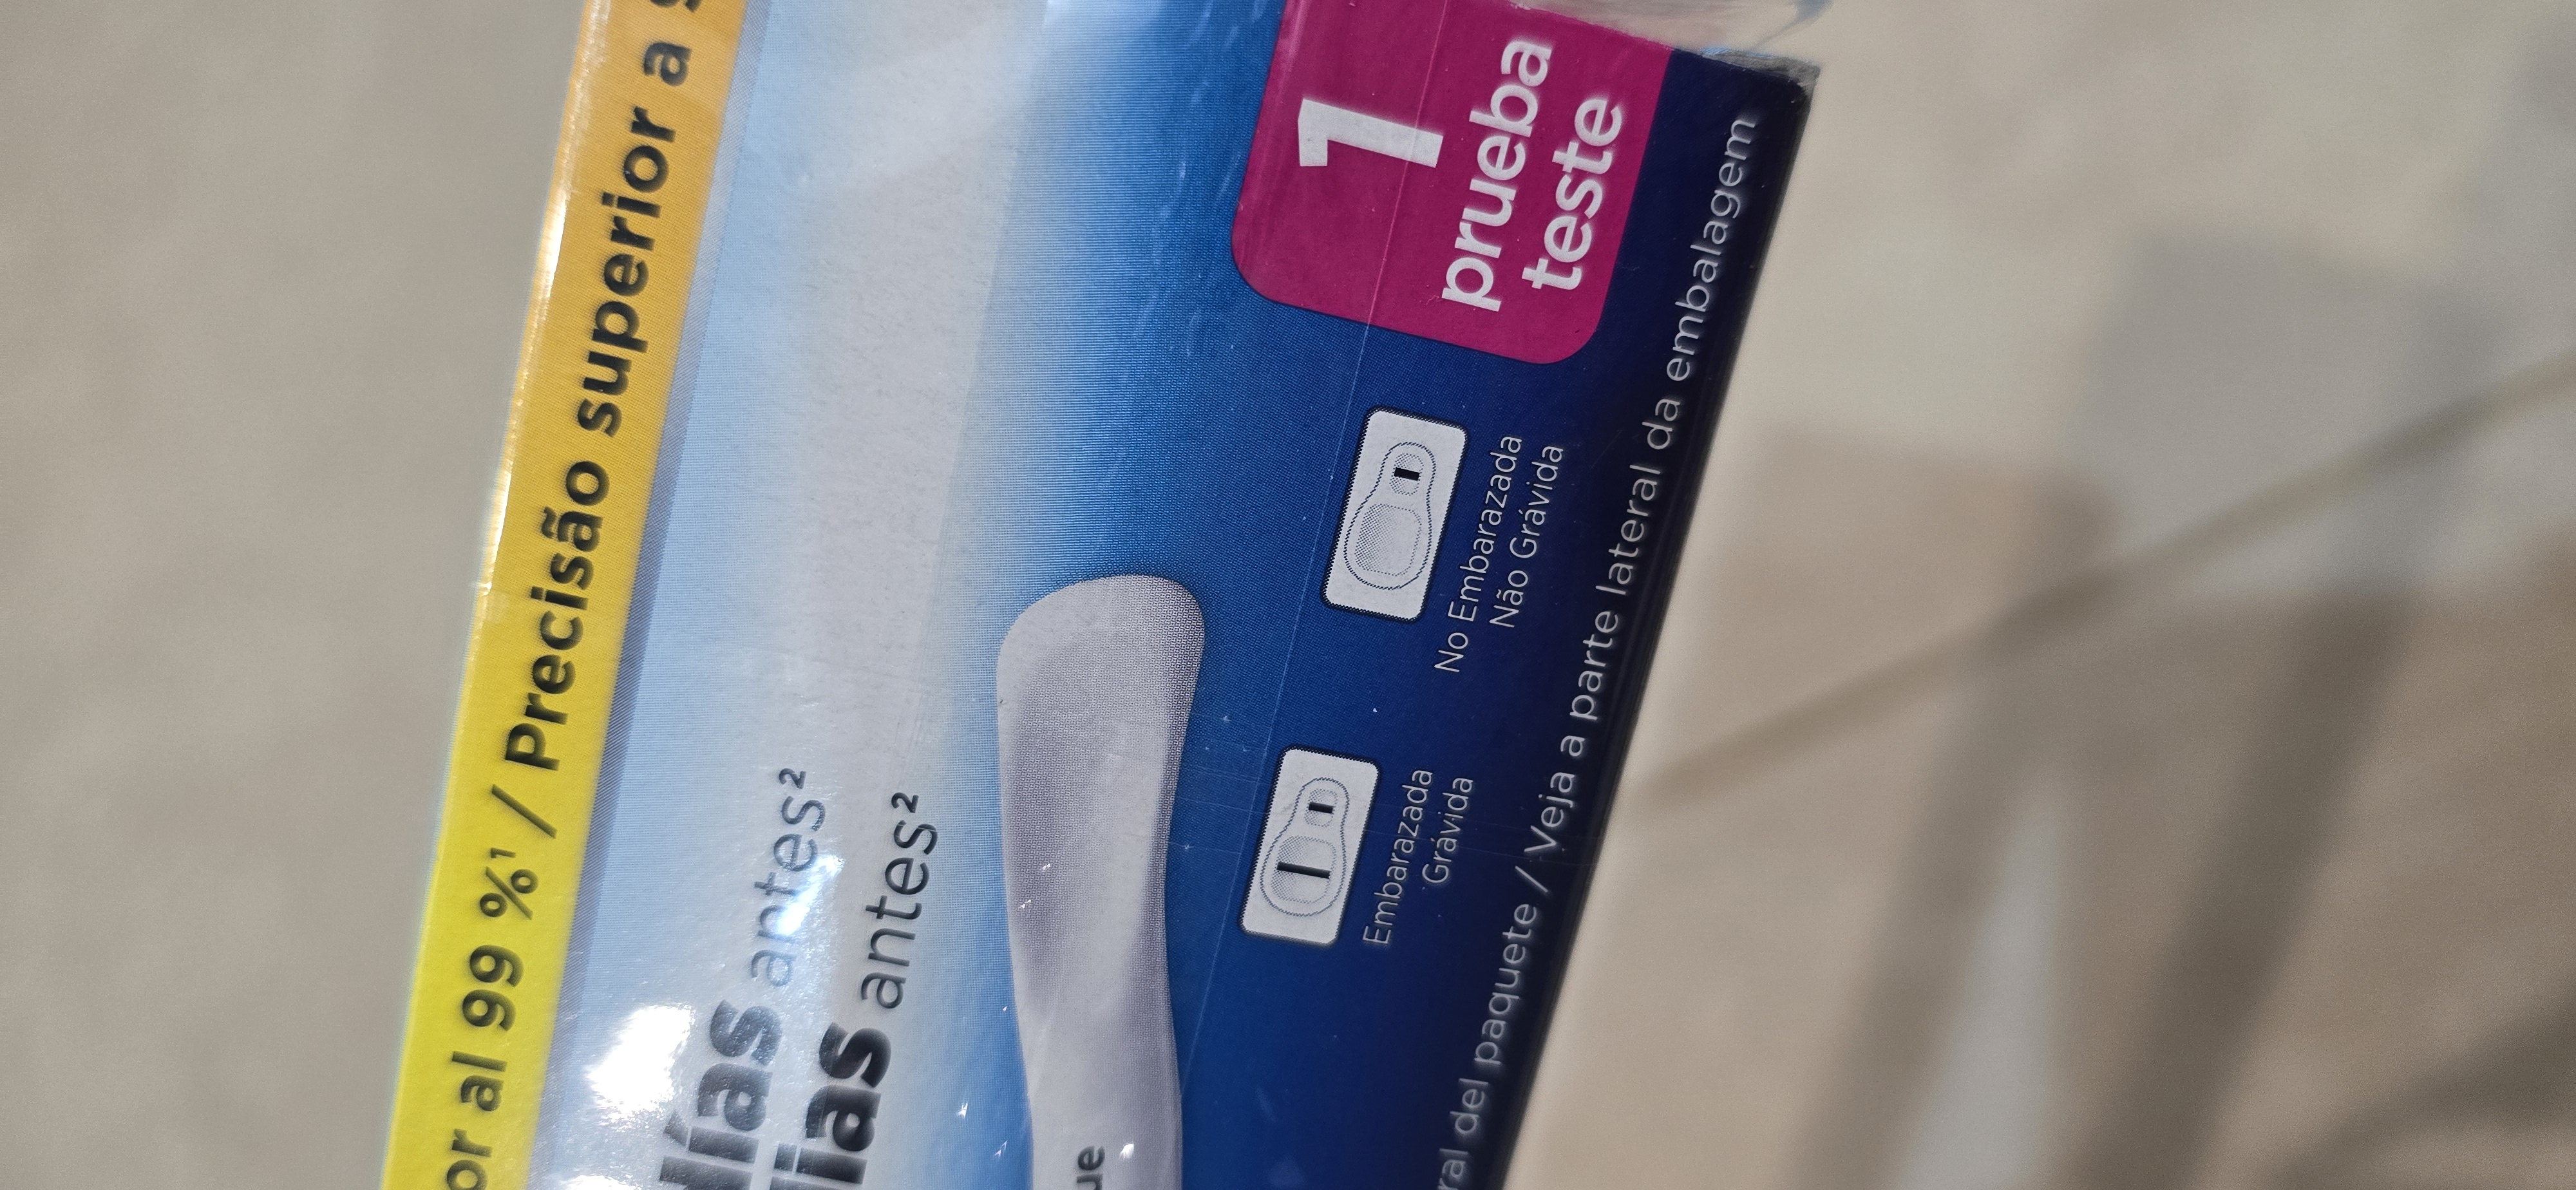 or al 99 %¹ / Precisão superior a
días antes²
dias antes²
1
prueba
teste
Embarazada
Grávida
No Embarazada
Não Grávida
del paquete / Veja a parte lateral da embalagem